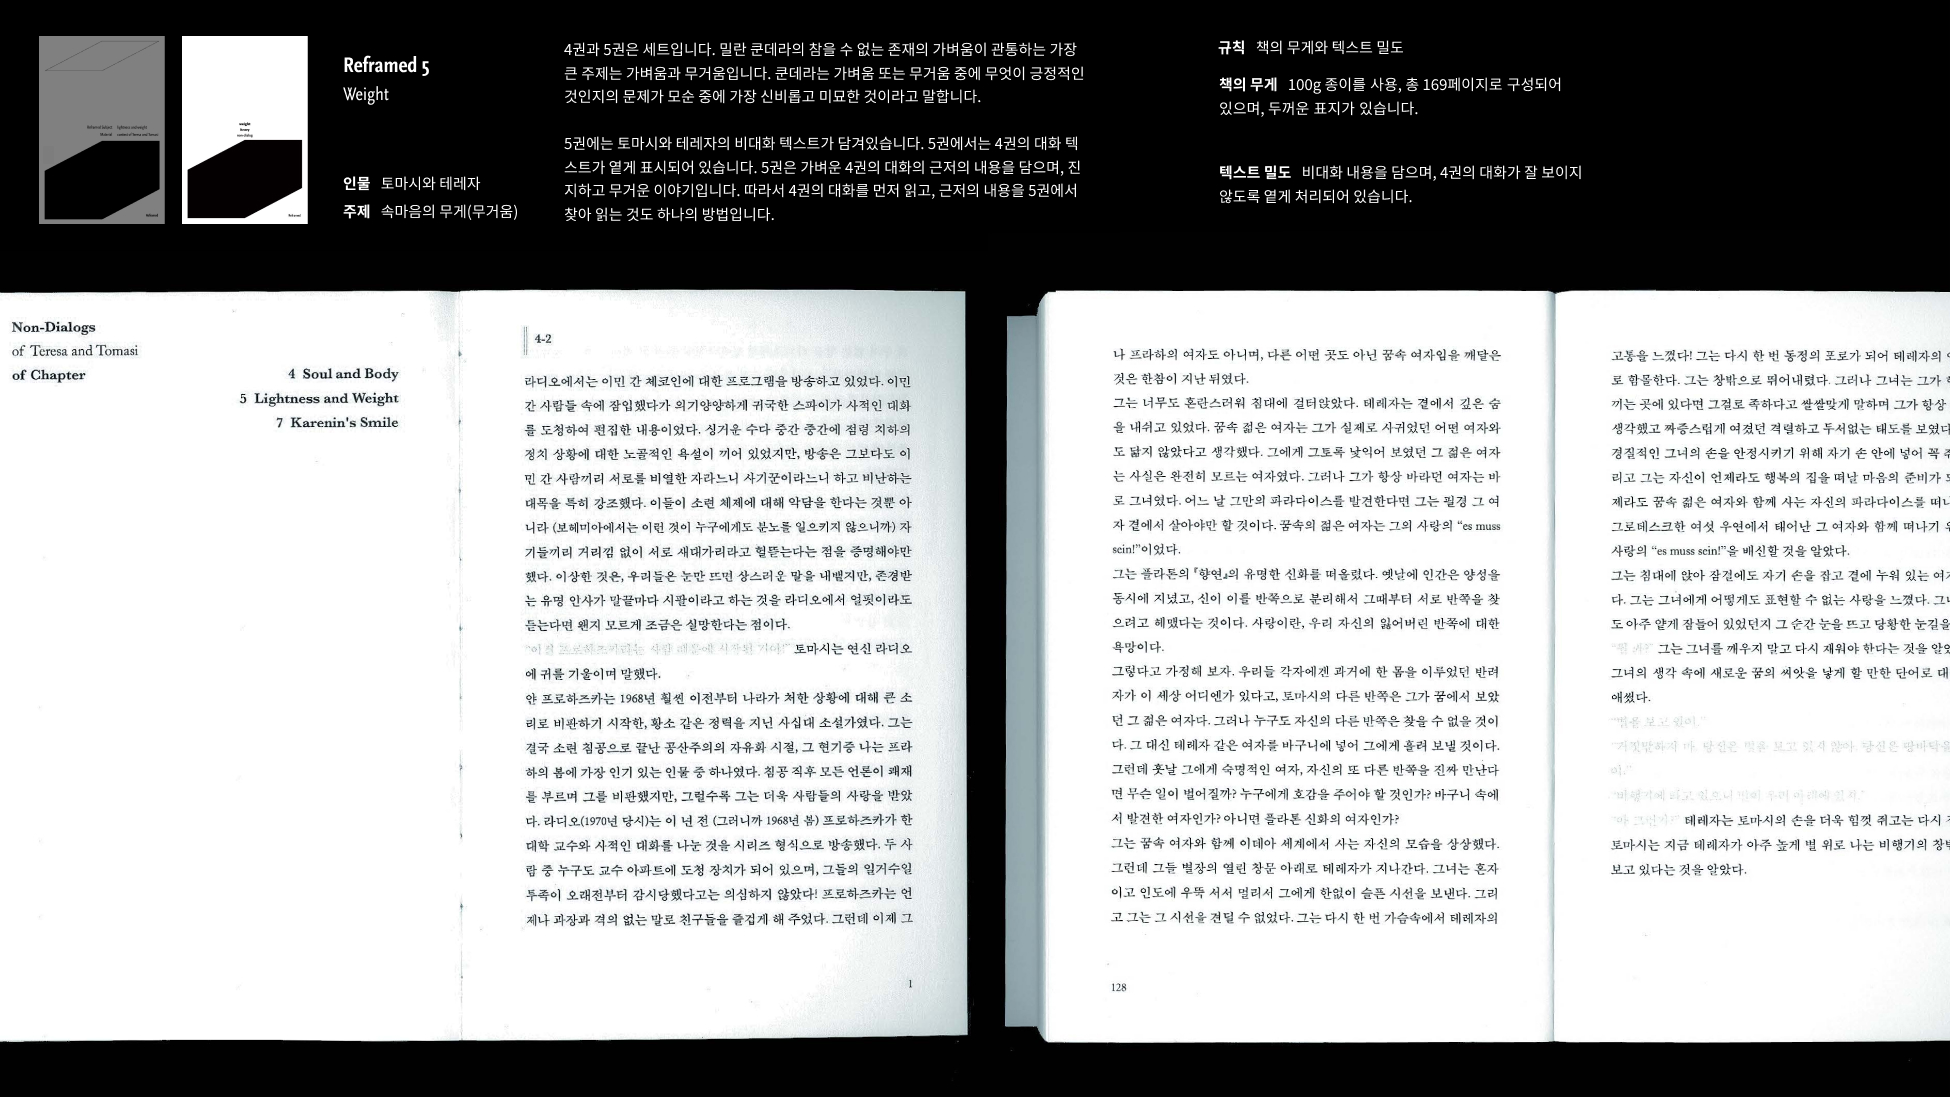 Reframed 5
Weight
인물 토마시와 테레자
주제 속마음의 무게(무거움)
4권과 5권은 세트입니다. 밀란 쿤데라의 참을 수 없는 존재의 가벼움이 관통하는 가장
큰 주제는 가벼움과 무거움입니다. 쿤데라는 가벼움 또는 무거움 중에 무엇이 긍정적인
것인지의 문제가 모순 중에 가장 신비롭고 미묘한 것이라고 말합니다.
5권에는 토마시와 테레자의 비대화 텍스트가 담겨있습니다. 5권에서는 4권의 대화 텍
스트가 옅게 표시되어 있습니다. 5권은 가벼운 4권의 대화의 근저의 내용을 담으며, 진
지하고 무거운 이야기입니다. 따라서 4권의 대화를 먼저 읽고, 근저의 내용을 5권에서
찾아 읽는 것도 하나의 방법입니다.
규칙 책의 무게와 텍스트 밀도
책의 무게 100g 종이를 사용, 총 169페이지로 구성되어
있으며, 두꺼운 표지가 있습니다.
텍스트 밀도 비대화 내용을 담으며, 4권의 대화가 잘 보이지
않도록 옅게 처리되어 있습니다.
Non-Dialogs
of Teresa and Tomasi
of Chapter
4 Soul and Body
5 Lightness and Weight
7 Karenin's Smile
4-2
라디오에서는 이민 간 체코인에 대한 프로그램을 방송하고 있었다. 이민
간 사람들 속에 잠입했다가 의기양양하게 귀국한 스파이가 사적인 대화
를 도청하여 편집한 내용이었다. 싱거운 수다 중간 중간에 점령 지하의
정치 상황에 대한 노골적인 욕설이 끼어 있었지만, 방송은 그보다도 이
민 간 사람끼리 서로를 비열한 자라느니 사기꾼이라느니 하고 비난하는
대목을 특히 강조했다. 이들이 소련 체제에 대해 악담을 한다는 것뿐 아
니라 (보헤미아에서는 이런 것이 누구에게도 분노를 일으키지 않으니까) 자
기들끼리 거리낌 없이 서로 새대가리라고 헐뜯는다는 점을 증명해야만
했다. 이상한 것은, 우리들은 눈만 뜨면 상스러운 말을 내뱉지만, 존경받
는 유명 인사가 말끝마다 시팔이라고 하는 것을 라디오에서 얼핏이라도
듣는다면 왠지 모르게 조금은 실망한다는 점이다.
토마시는 연신 라디오
에 귀를 기울이며 말했다.
얀 프로하즈카는 1968년 훨씬 이전부터 나라가 처한 상황에 대해 큰 소
리로 비판하기 시작한, 황소 같은 정력을 지닌 사십대 소설가였다. 그는
결국 소련 침공으로 끝난 공산주의의 자유화 시절, 그 현기증 나는 프라
하의 봄에 가장 인기 있는 인물 중 하나였다. 침공 직후 모든 언론이 쾌재
를 부르며 그를 비판했지만, 그럴수록 그는 더욱 사람들의 사랑을 받았
다. 라디오(1970년 당시)는 이 년 전 (그러니까 1968년 봄) 프로하즈카가 한
대학 교수와 사적인 대화를 나눈 것을 시리즈 형식으로 방송했다. 두 사
람 중 누구도 교수 아파트에 도청 장치가 되어 있으며, 그들의 일거수일
투족이 오래전부터 감시당했다고는 의심하지 않았다! 프로하즈카는 언
제나 과장과 격의 없는 말로 친구들을 즐겁게 해 주었다. 그런데 이제 그
1
나 프라하의 여자도 아니며, 다른 어떤 곳도 아닌 꿈속 여자임을 깨달은
것은 한참이 지난 뒤였다.
그는 너무도 혼란스러워 침대에 걸터앉았다. 테레자는 곁에서 깊은 숨
을 내쉬고 있었다. 꿈속 젊은 여자는 그가 실제로 사귀었던 어떤 여자와
도 닮지 않았다고 생각했다. 그에게 그토록 낯익어 보였던 그 젊은 여자
는 사실은 완전히 모르는 여자였다. 그러나 그가 항상 바라던 여자는 바
로 그녀였다. 어느 날 그만의 파라다이스를 발견한다면 그는 필경 그 여
자 곁에서 살아야만 할 것이다. 꿈속의 젊은 여자는 그의 사랑의 “es muss
sein!”이었다.
그는 플라톤의 『향연』의 유명한 신화를 떠올렸다. 옛날에 인간은 양성을
동시에 지녔고, 신이 이를 반쪽으로 분리해서 그때부터 서로 반쪽을 찾
으려고 헤맸다는 것이다. 사랑이란, 우리 자신의 잃어버린 반쪽에 대한
욕망이다.
그렇다고 가정해 보자. 우리들 각자에겐 과거에 한 몸을 이루었던 반려
자가 이 세상 어디엔가 있다고, 토마시의 다른 반쪽은 그가 꿈에서 보았
던 그 젊은 여자다. 그러나 누구도 자신의 다른 반쪽은 찾을 수 없을 것이
다. 그 대신 테레자 같은 여자를 바구니에 넣어 그에게 흘려 보낼 것이다.
그런데 훗날 그에게 숙명적인 여자, 자신의 또 다른 반쪽을 진짜 만난다
면 무슨 일이 벌어질까? 누구에게 호감을 주어야 할 것인가? 바구니 속에
서 발견한 여자인가? 아니면 플라톤 신화의 여자인가?
그는 꿈속 여자와 함께 이데아 세계에서 사는 자신의 모습을 상상했다.
그런데 그들 별장의 열린 창문 아래로 테레자가 지나간다. 그녀는 혼자
이고 인도에 우뚝 서서 멀리서 그에게 한없이 슬픈 시선을 보낸다. 그리
고 그는 그 시선을 견딜 수 없었다. 그는 다시 한 번 가슴속에서 테레자의
128
고통을 느꼈다! 그는 다시 한 번 동정의 포로가 되어 테레자의
로 함몰한다. 그는 창밖으로 뛰어내렸다. 그러나 그녀는 그가
끼는 곳에 있다면 그걸로 족하다고 쌀쌀맞게 말하며 그가 항상
생각했고 짜증스럽게 여겼던 격렬하고 두서없는 태도를 보였다
경질적인 그녀의 손을 안정시키기 위해 자기 손 안에 넣어 꼭
리고 그는 자신이 언제라도 행복의 집을 떠날 마음의 준비가
제라도 꿈속 젊은 여자와 함께 사는 자신의 파라다이스를 떠나
그로테스크한 여섯 우연에서 태어난 그 여자와 함께 떠나기
사랑의 “es muss sein!”을 배신할 것을 알았다.
그는 침대에 앉아 잠결에도 자기 손을 잡고 곁에 누워 있는 여자
다. 그는 그녀에게 어떻게도 표현할 수 없는 사랑을 느꼈다. 그녀
도 아주 얕게 잠들어 있었던지 그 순간 눈을 뜨고 당황한 눈길을
그는 그녀를 깨우지 말고 다시 재워야 한다는 것을 알았
그녀의 생각 속에 새로운 꿈의 씨앗을 낳게 할 만한 단어로 대
애썼다.
“별을 보고 있어.”
“거짓말하지 마. 당신은 별을 보고 있지 않아. 당신은 땅바닥을
테레자는 토마시의 손을 더욱 힘껏 쥐고는 다시
토마시는 지금 테레자가 아주 높게 별 위로 나는 비행기의 창밖
보고 있다는 것을 알았다.